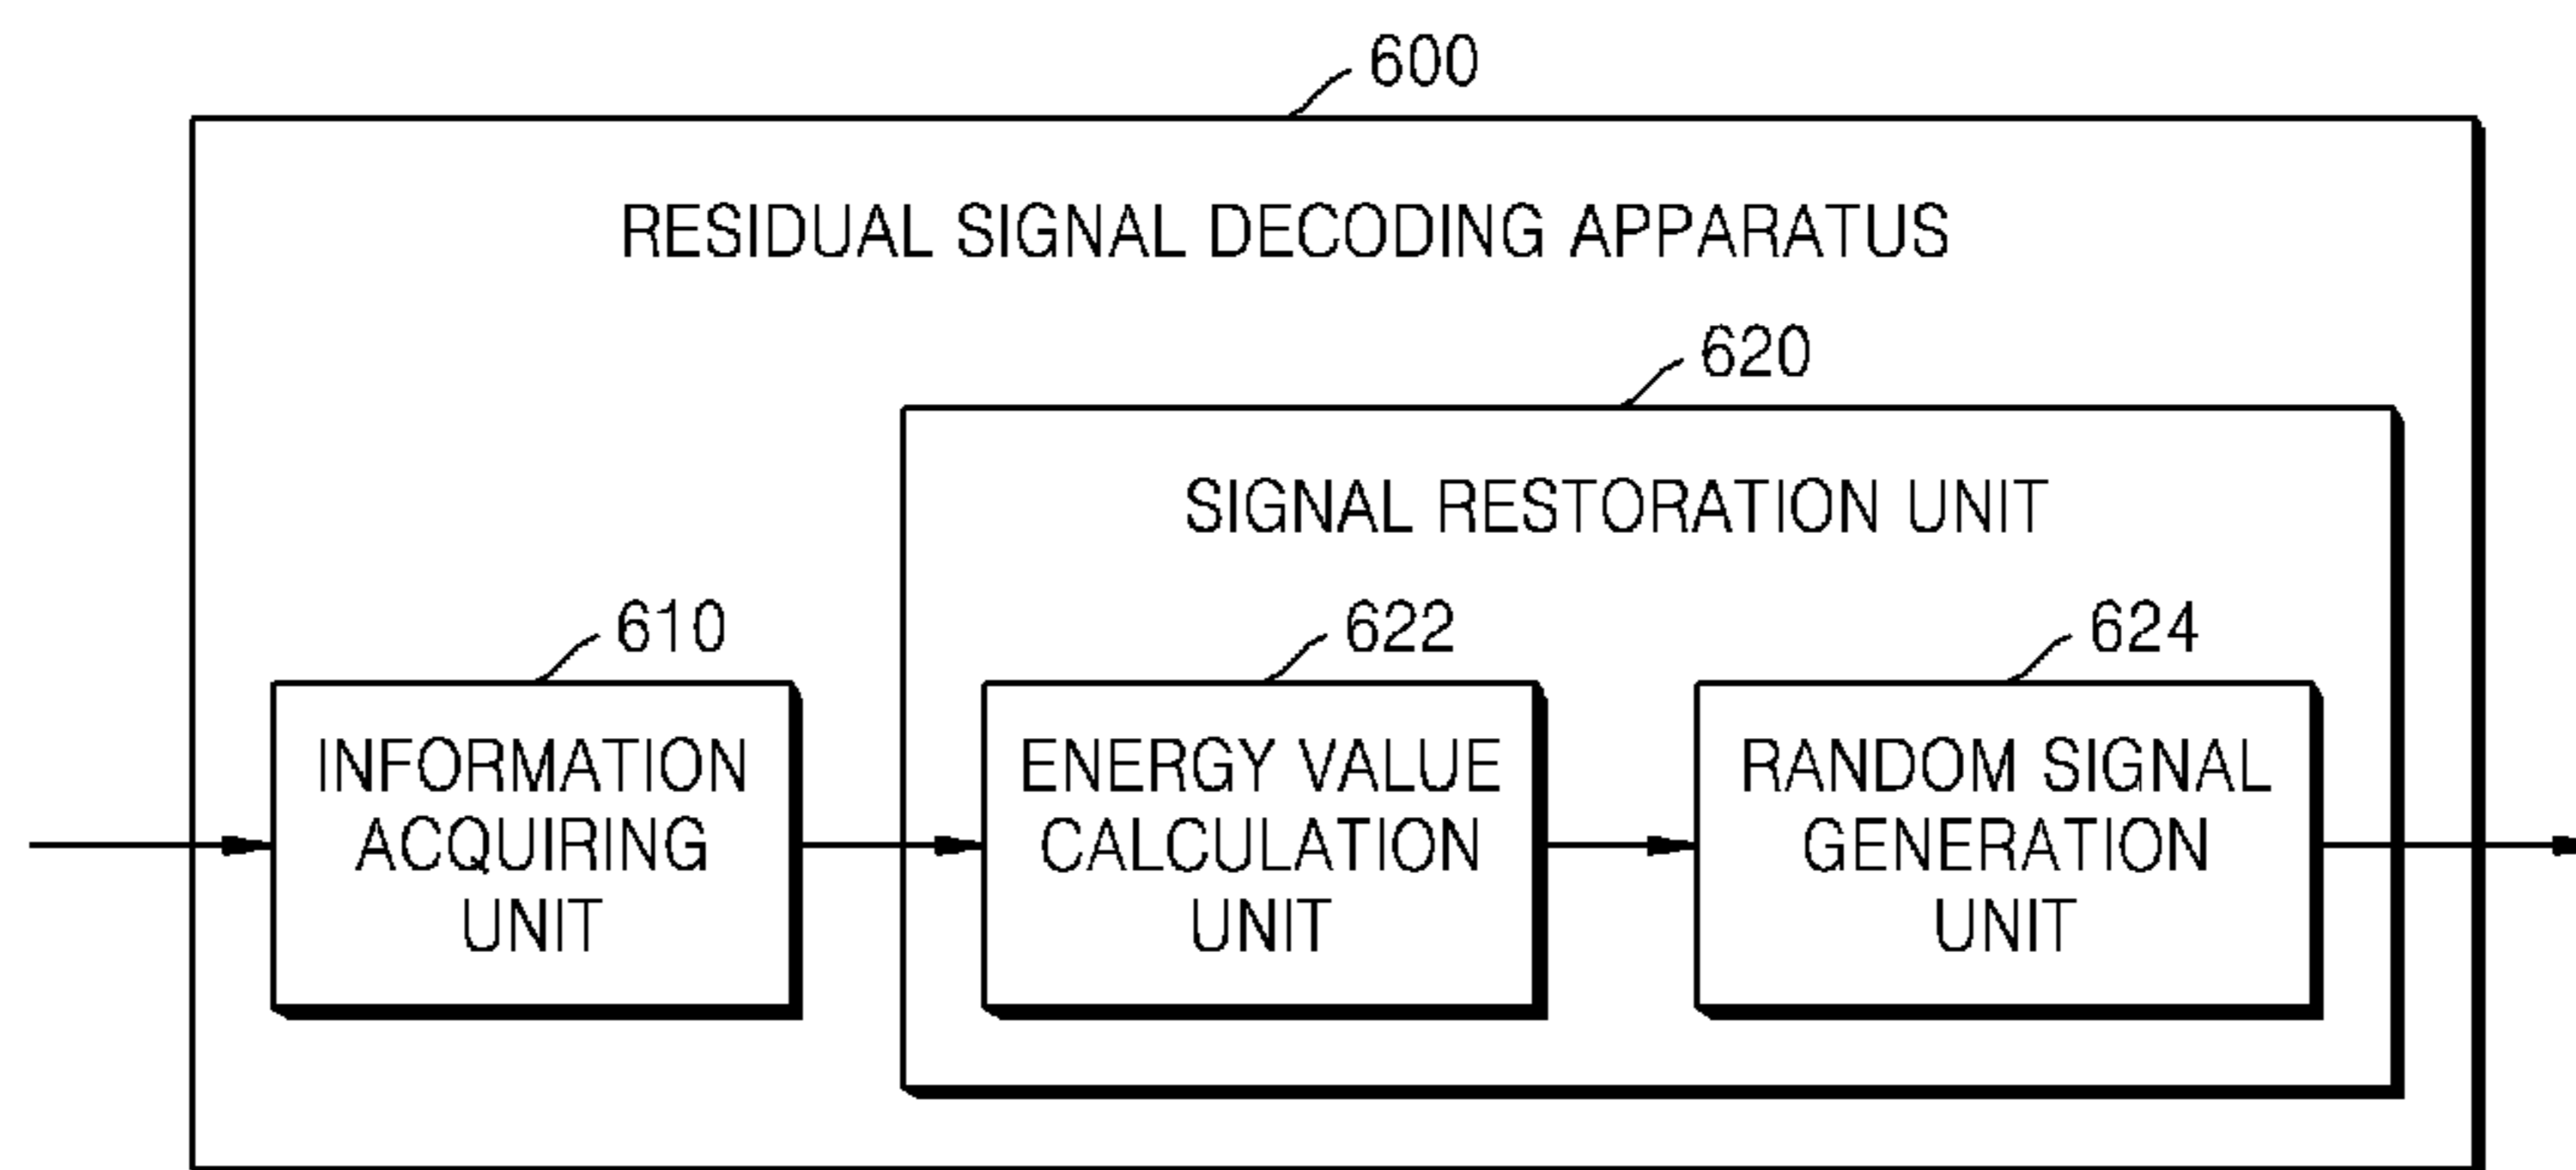 600
RESIDUAL SIGNAL DECODING APPARATUS
620
SIGNAL RESTORATION UNIT
610
622
624
INFORMATION
ACQUIRING
UNIT
ENERGY VALUE
CALCULATION
UNIT
RANDOM SIGNAL
GENERATION
UNIT